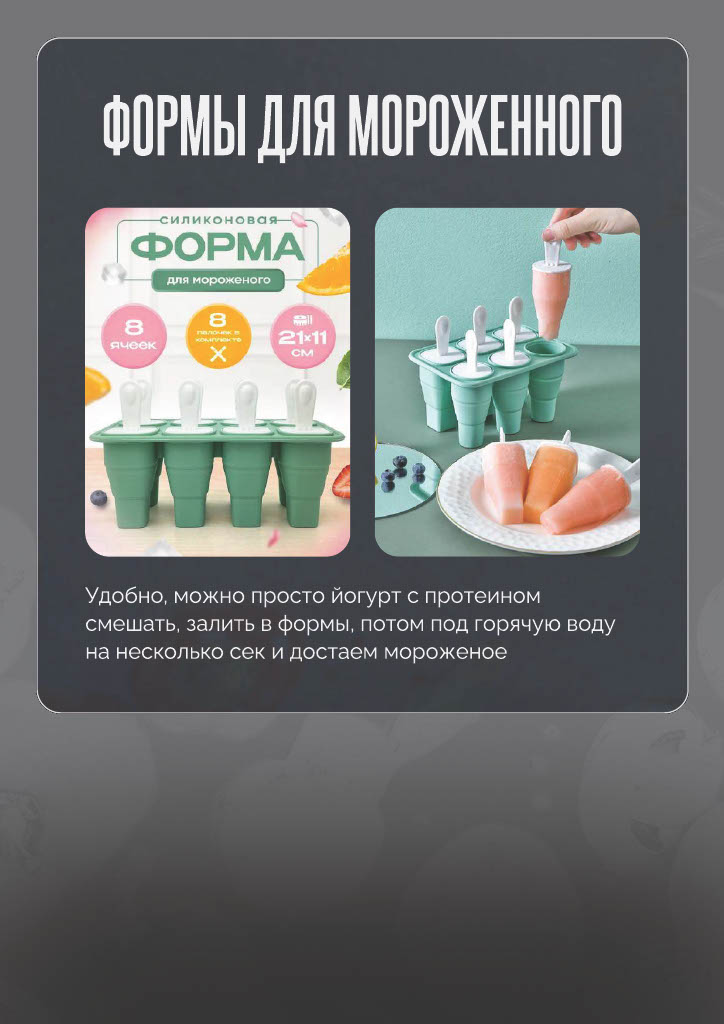 ФОРМЫ ДЛЯ МОРОЖЕННОГО
СИЛИКОНОВАЯ
ФОРМА
для мороженого
8
ячеек
8
палочек в
комплекте
21×11
см
Удобно, можно просто йогурт с протеином
смешать, залить в формы, потом под горячую воду
на несколько сек и достаем мороженое